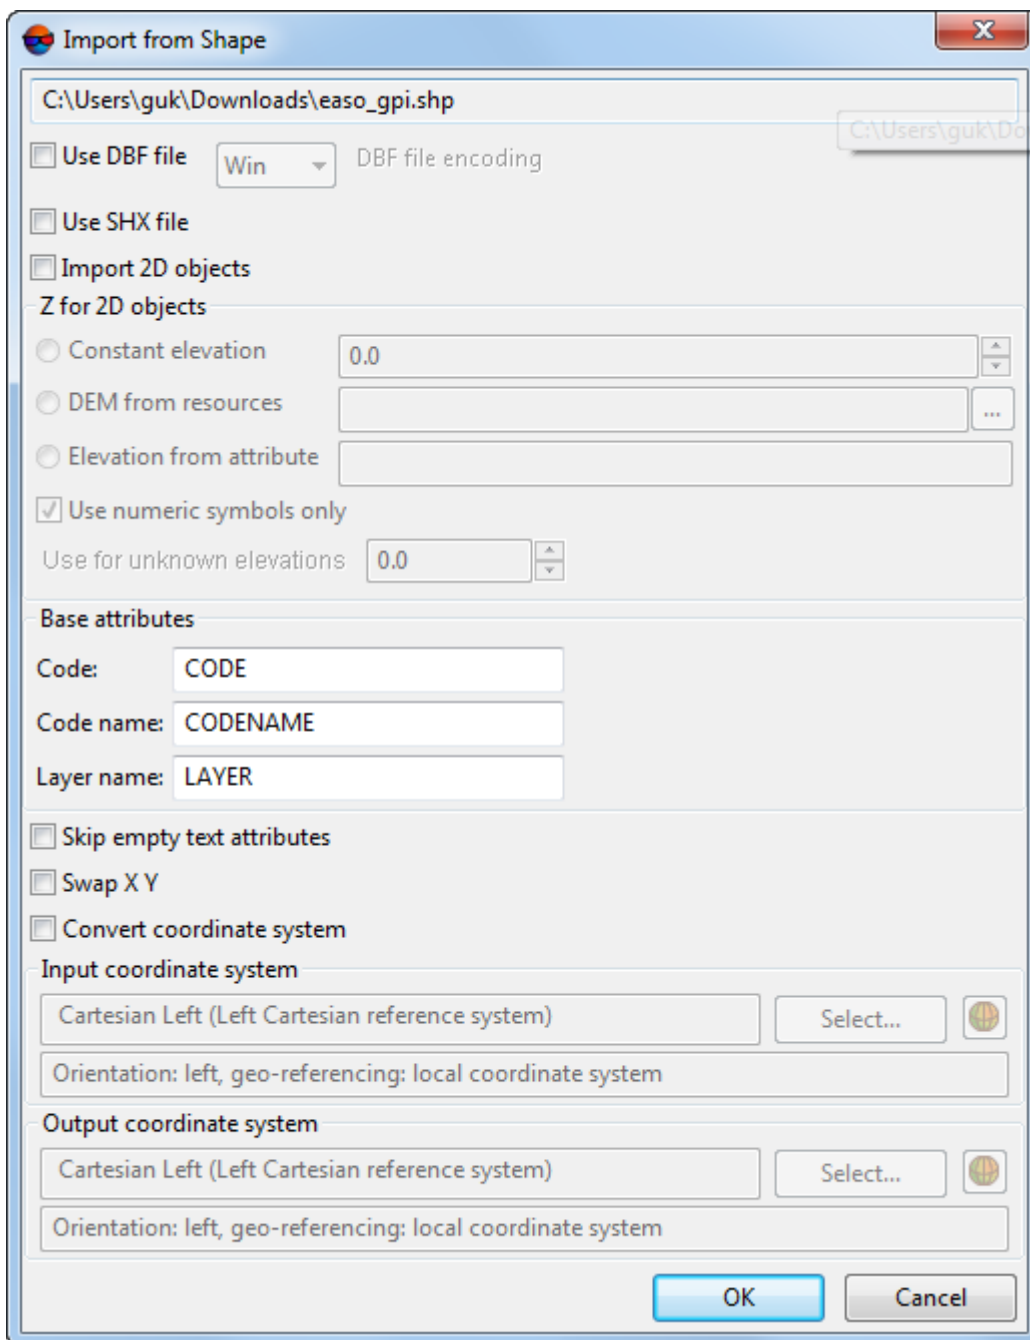 Import from Shape
C:\Users\guk\Downloads\easo_gpi.shp
C:\Users\guk\Do
Use DBF file Win DBF file encoding
Use SHX file
Import 2D objects
Z for 2D objects
Constant elevation 0.0
DEM from resources ...
Elevation from attribute
Use numeric symbols only
Use for unknown elevations 0.0
Base attributes
Code: CODE
Code name: CODENAME
Layer name: LAYER
Skip empty text attributes
Swap X Y
Convert coordinate system
Input coordinate system
Cartesian Left (Left Cartesian reference system) Select...
Orientation: left, geo-referencing: local coordinate system
Output coordinate system
Cartesian Left (Left Cartesian reference system) Select...
Orientation: left, geo-referencing: local coordinate system
OK Cancel